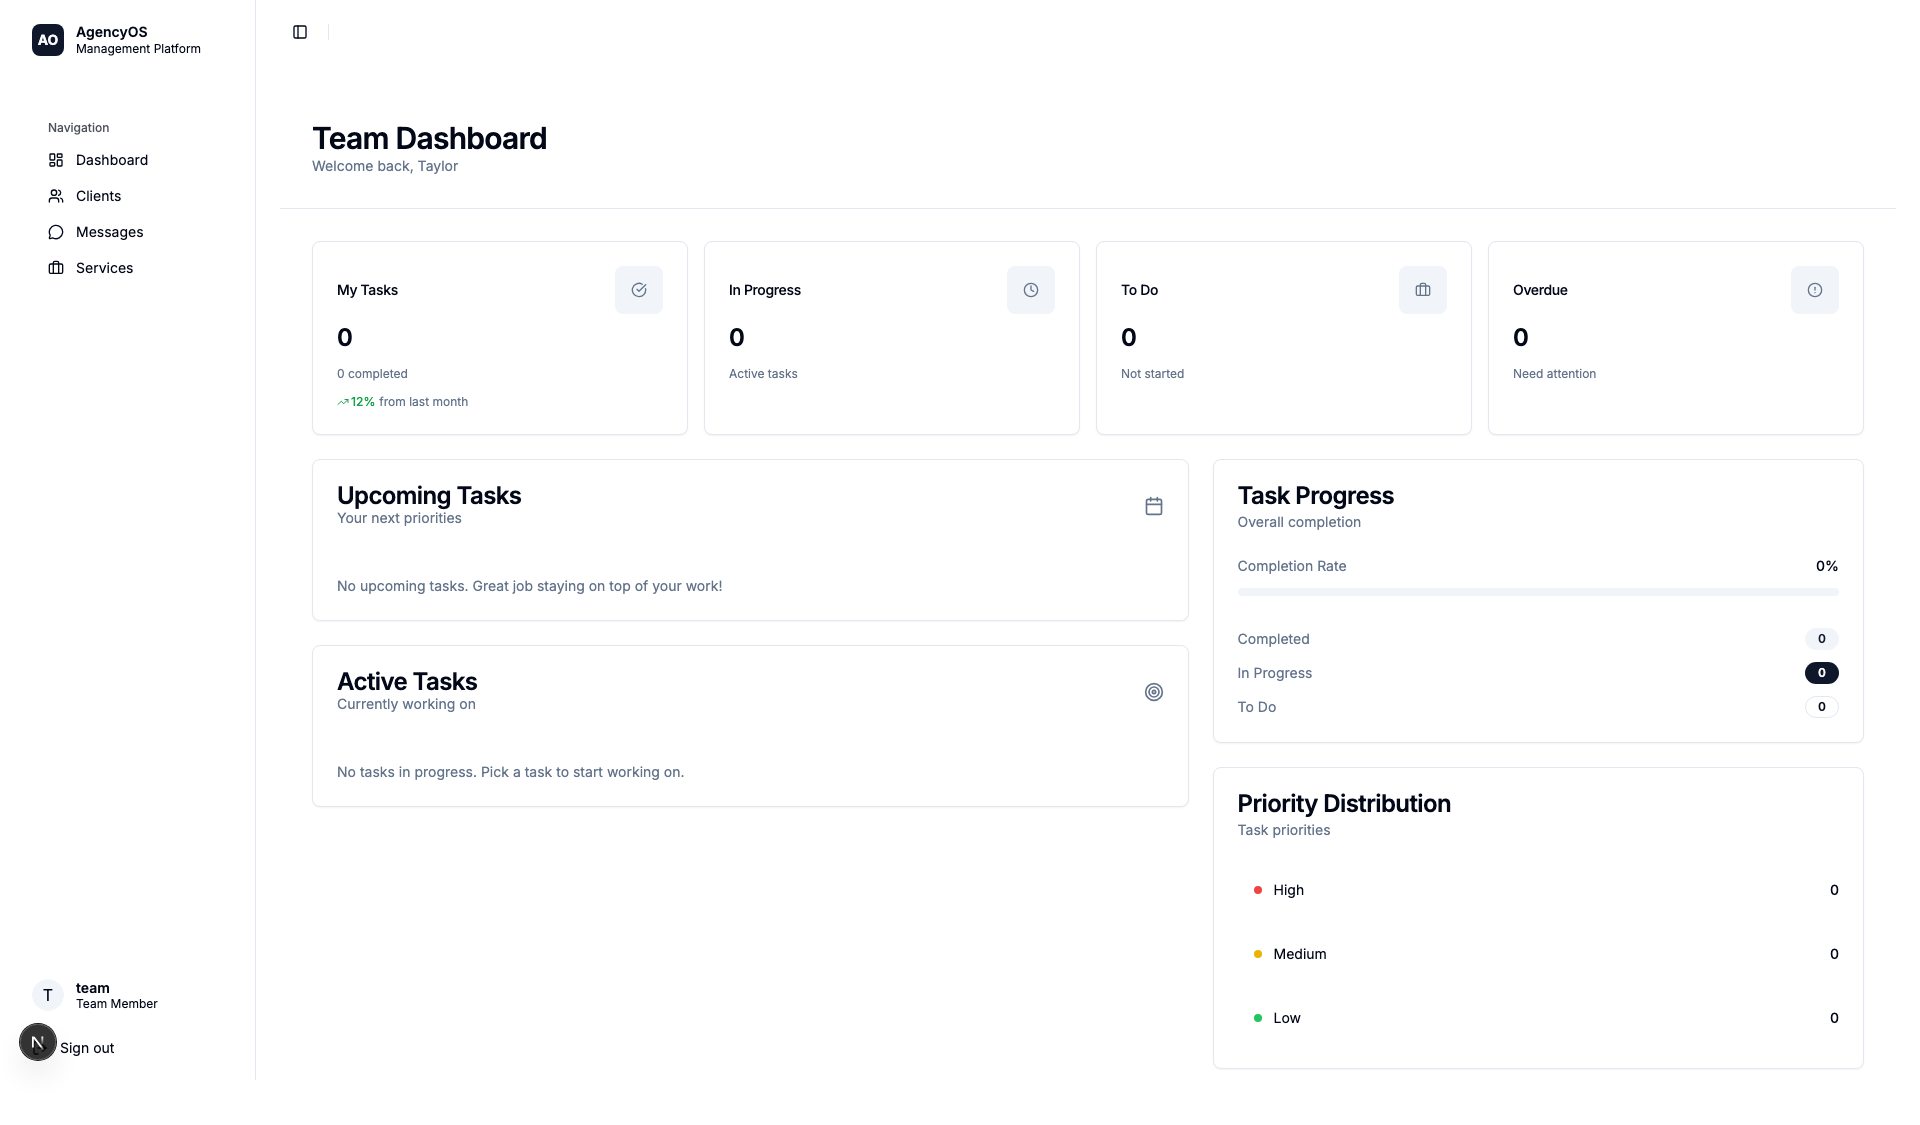 AO
AgencyOS
Management Platform
Navigation
Dashboard
Clients
Messages
Services
team
T
Team Member
N
Sign out
Team Dashboard
Welcome back, Taylor
My Tasks
0
0 completed
12% from last month
In Progress
0
Active tasks
To Do
0
Not started
Overdue
0
Need attention
Upcoming Tasks
Your next priorities
No upcoming tasks. Great job staying on top of your work!
Active Tasks
Currently working on
No tasks in progress. Pick a task to start working on.
Task Progress
Overall completion
Completion Rate 0%
Completed 0
In Progress 0
To Do 0
Priority Distribution
Task priorities
High 0
Medium 0
Low 0